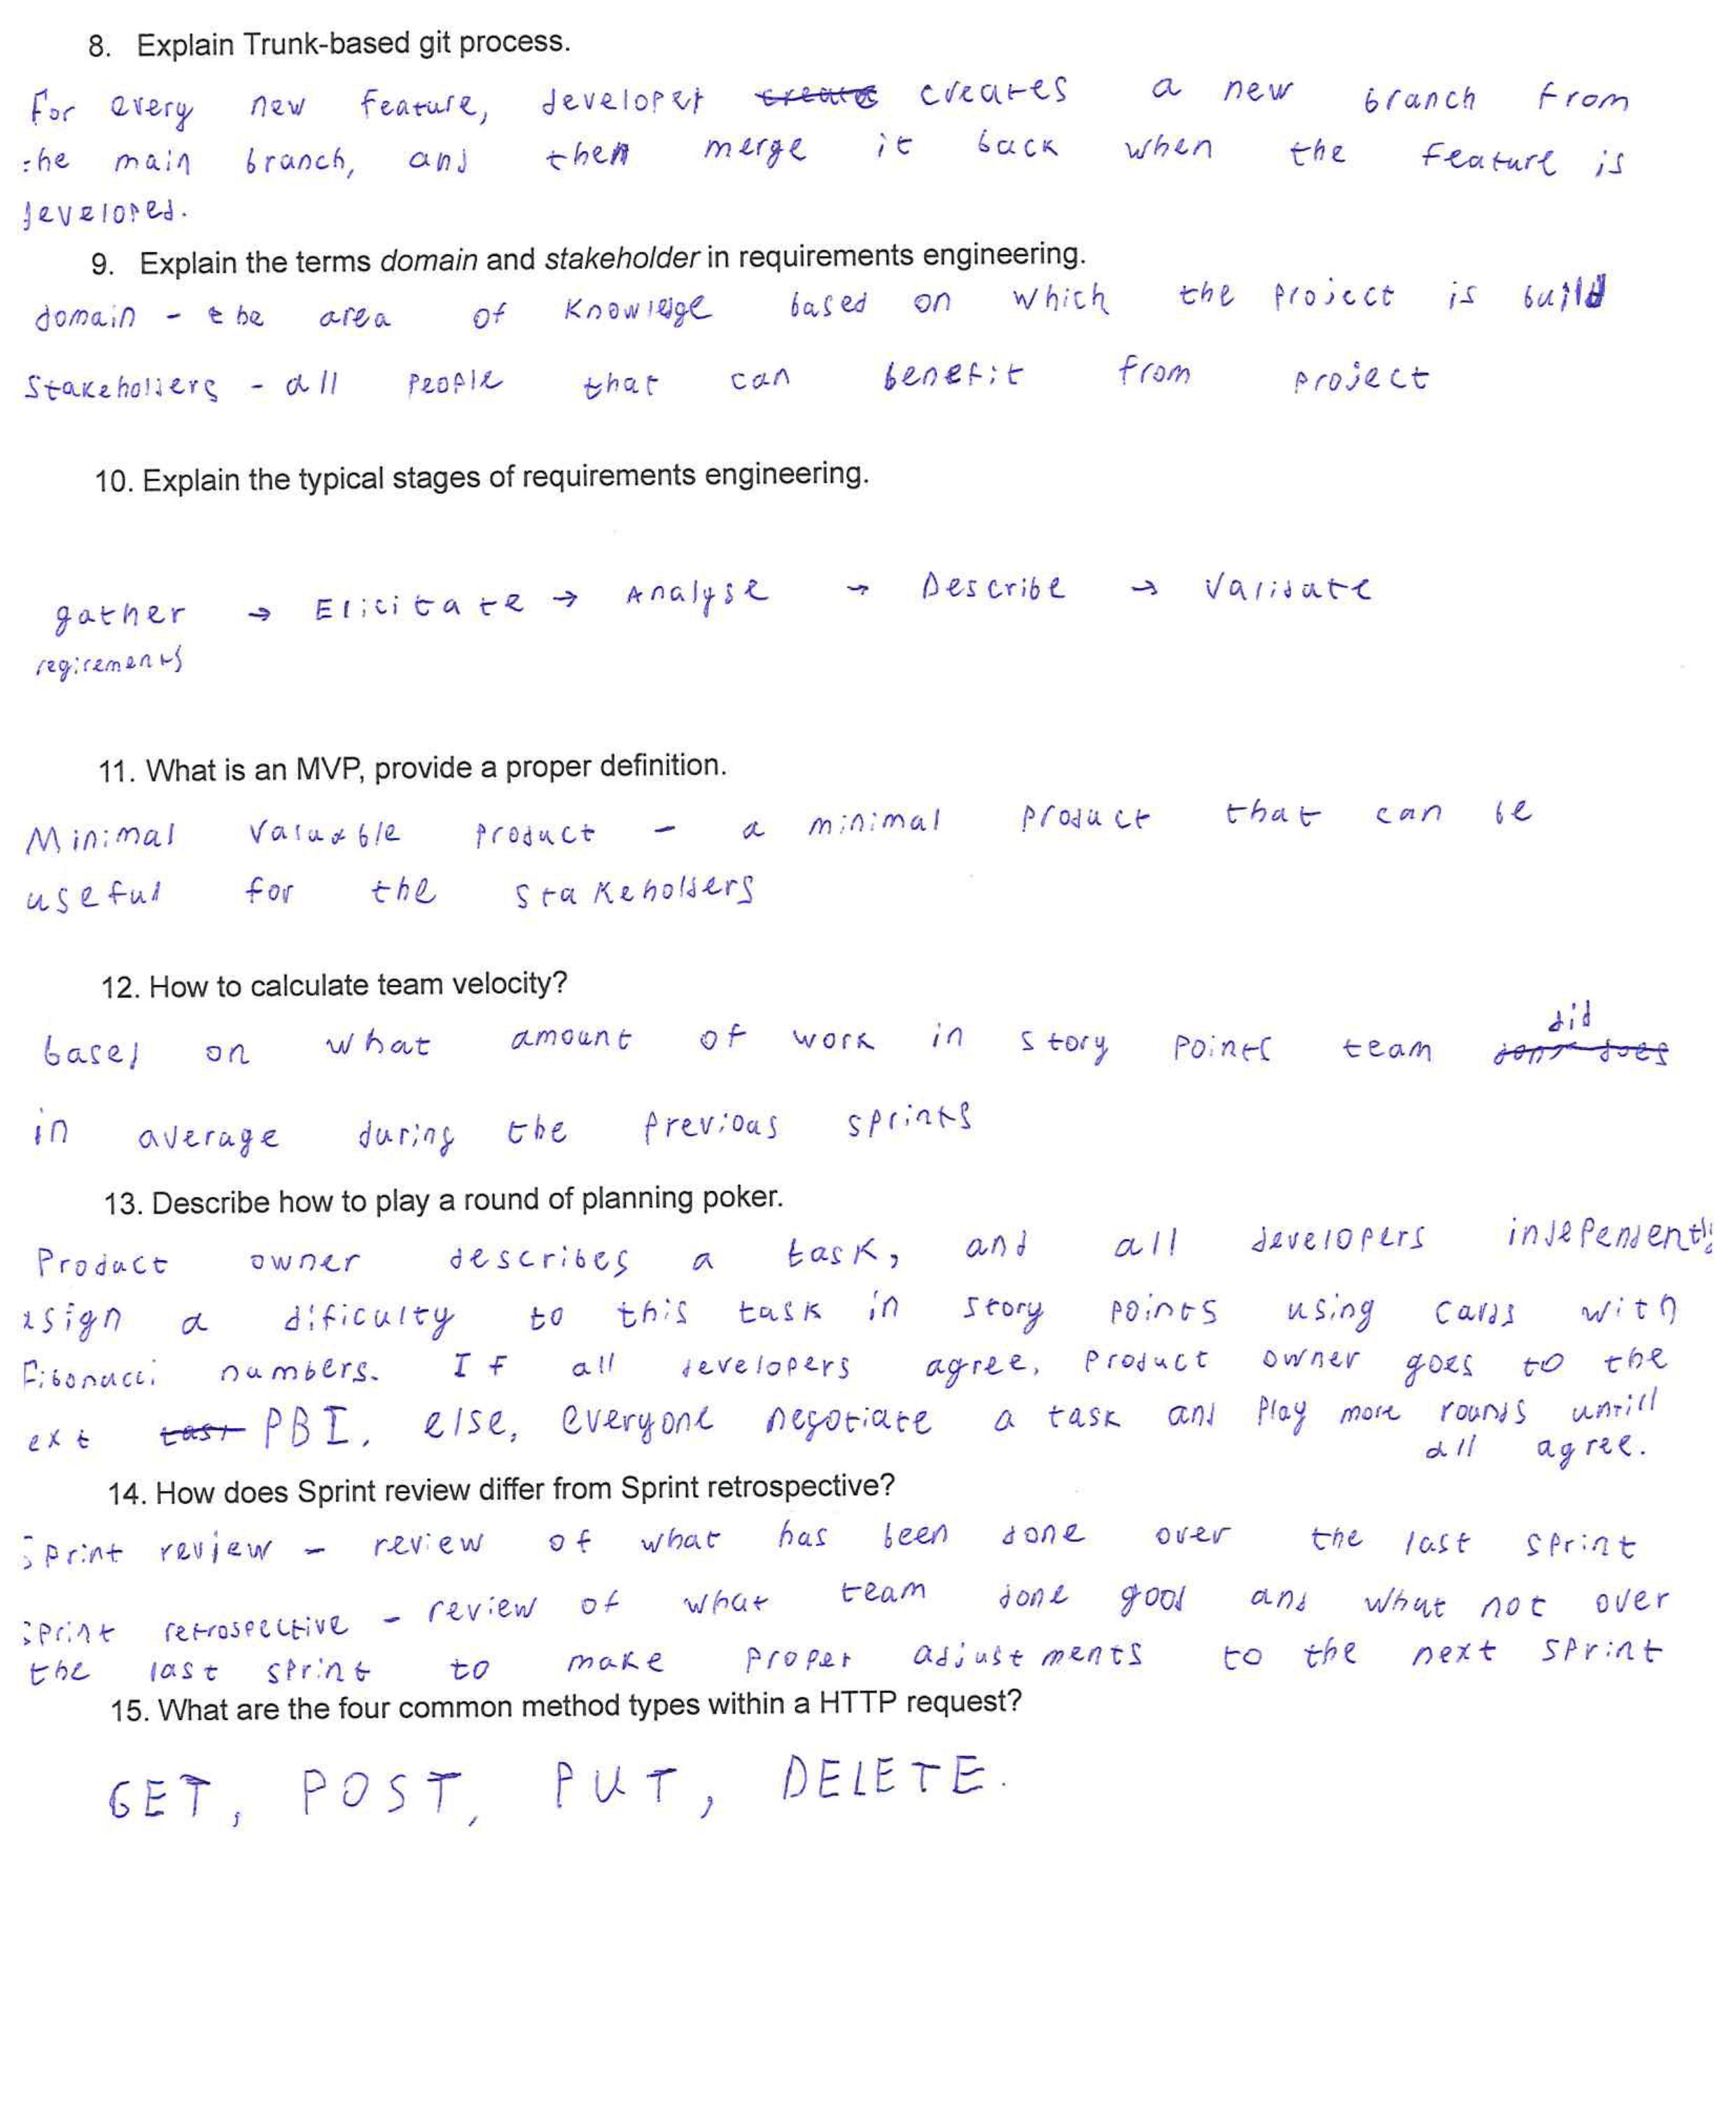 8. Explain Trunk-based git process.
For every new feature, developer create creates a new branch from
the main branch, and then merge it back when the feature is
developed.
9. Explain the terms domain and stakeholder in requirements engineering.
domain - the area of knowledge based on which the project is build
Stakeholders - all people that can benefit from project
10. Explain the typical stages of requirements engineering.
gather → Elicitate → Analyse → Describe → Validate
regirements
11. What is an MVP, provide a proper definition.
Minimal Valuable product - a minimal product that can be
useful for the stakeholders
12. How to calculate team velocity?
did
based on what amount of work in story points team done does
in average during the previous sprints
13. Describe how to play a round of planning poker.
Product owner describes a task, and all developers independently
asign a dificulty to this task in story points using cards with
Fibonacci numbers. If all developers agree, product owner goes to the
ext task PBI, else, everyone negotiate a task and play more rounds untill
all agree.
14. How does Sprint review differ from Sprint retrospective?
Sprint review - review of what has been done over the last sprint
Sprint retrospective - review of what team done good and what not over
the last sprint to make proper adjustments to the next sprint
15. What are the four common method types within a HTTP request?
GET, POST, PUT, DELETE.